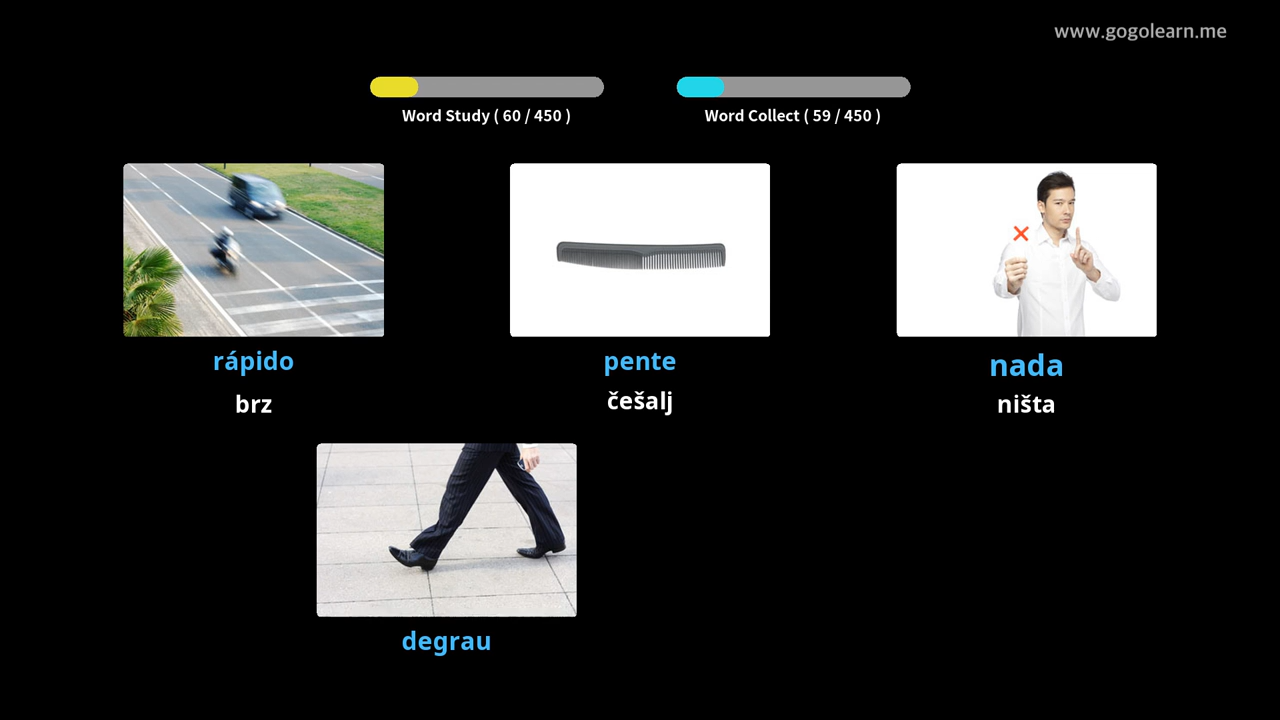 www.gogolearn.me
Word Study ( 60 / 450 )
Word Collect ( 59 / 450 )
rápido
pente
nada
brz
češalj
ništa
degrau